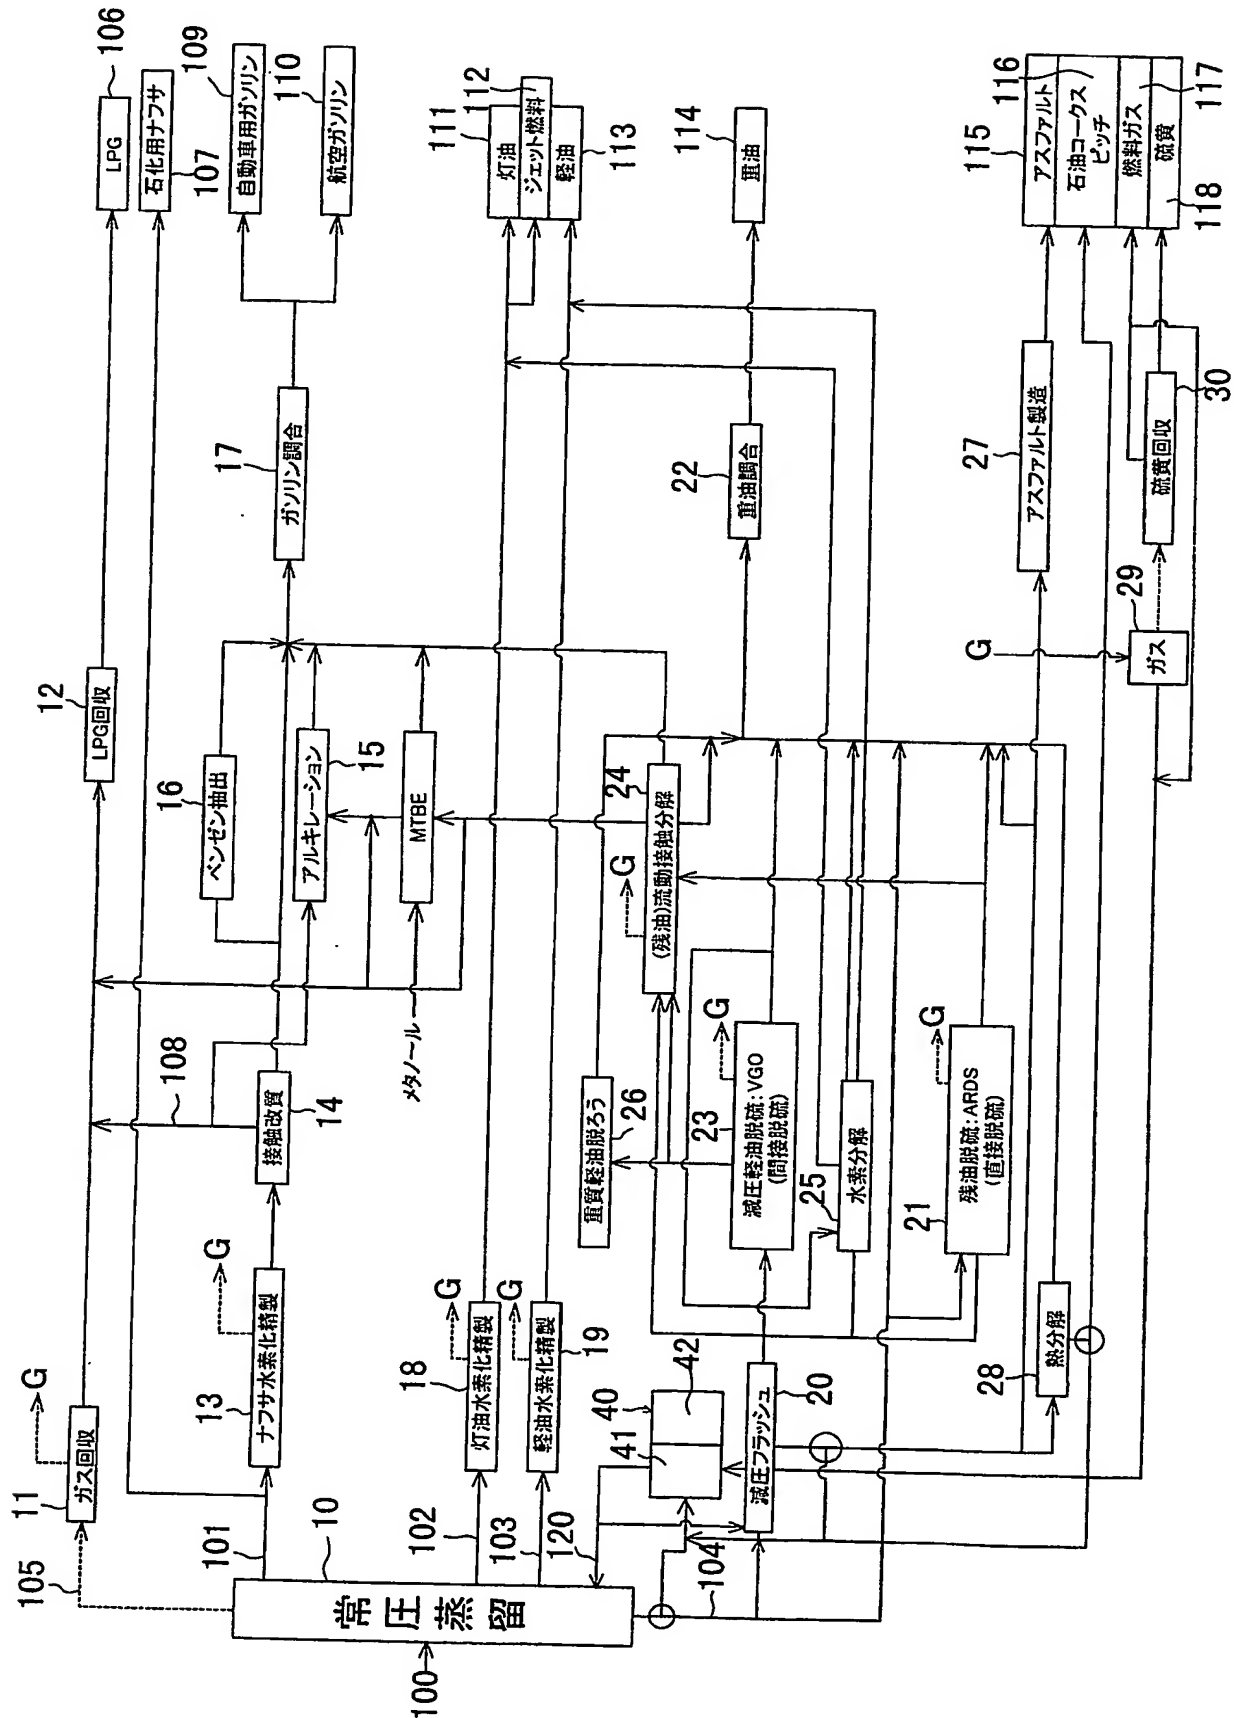 105
11
ガス回収
G
12
LPG回収
106
LPG
石化用ナフサ
107
101
13
ナフサ水素化精製
G
108
接触改質
14
16
ベンゼン抽出
アルキレーション
15
MTBE
メタノール
17
ガソリン調合
109
自動車用ガソリン
110
航空ガソリン
10
常圧蒸留
100
102
18
灯油水素化精製
G
103
軽油水素化精製
19
G
111
灯油
112
ジェット燃料
軽油
113
120
104
40
41
42
減圧フラッシュ
20
重質軽油脱ろう
26
24
(残油)流動接触分解
G
23
減圧軽油脱硫:VGO
(間接脱硫)
G
25
水素分解
21
残油脱硫:ARDS
(直接脱硫)
G
28
熱分解
22
重油調合
114
重油
27
アスファルト製造
G
29
ガス
硫黄回収
30
115
アスファルト
116
石油コークス
ピッチ
燃料ガス
117
硫黄
118